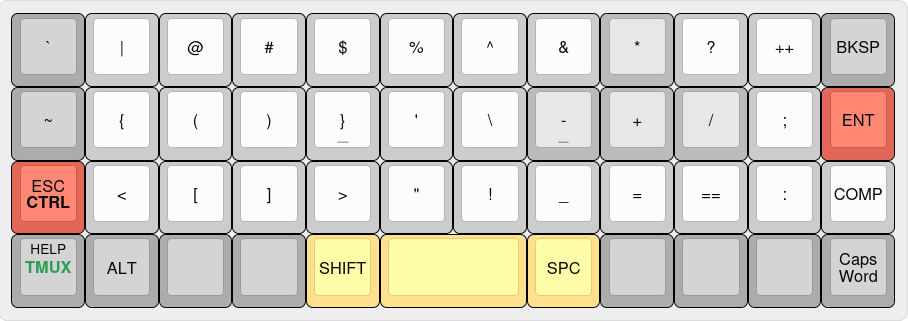 ` | @ # $ % ^ & * ? ++ BKSP
~ { ( ) } ' \ - + / ; ENT
_ _
ESC
CTRL < [ ] > " ! _ = == : COMP
HELP
TMUX ALT SHIFT SPC Caps
Word